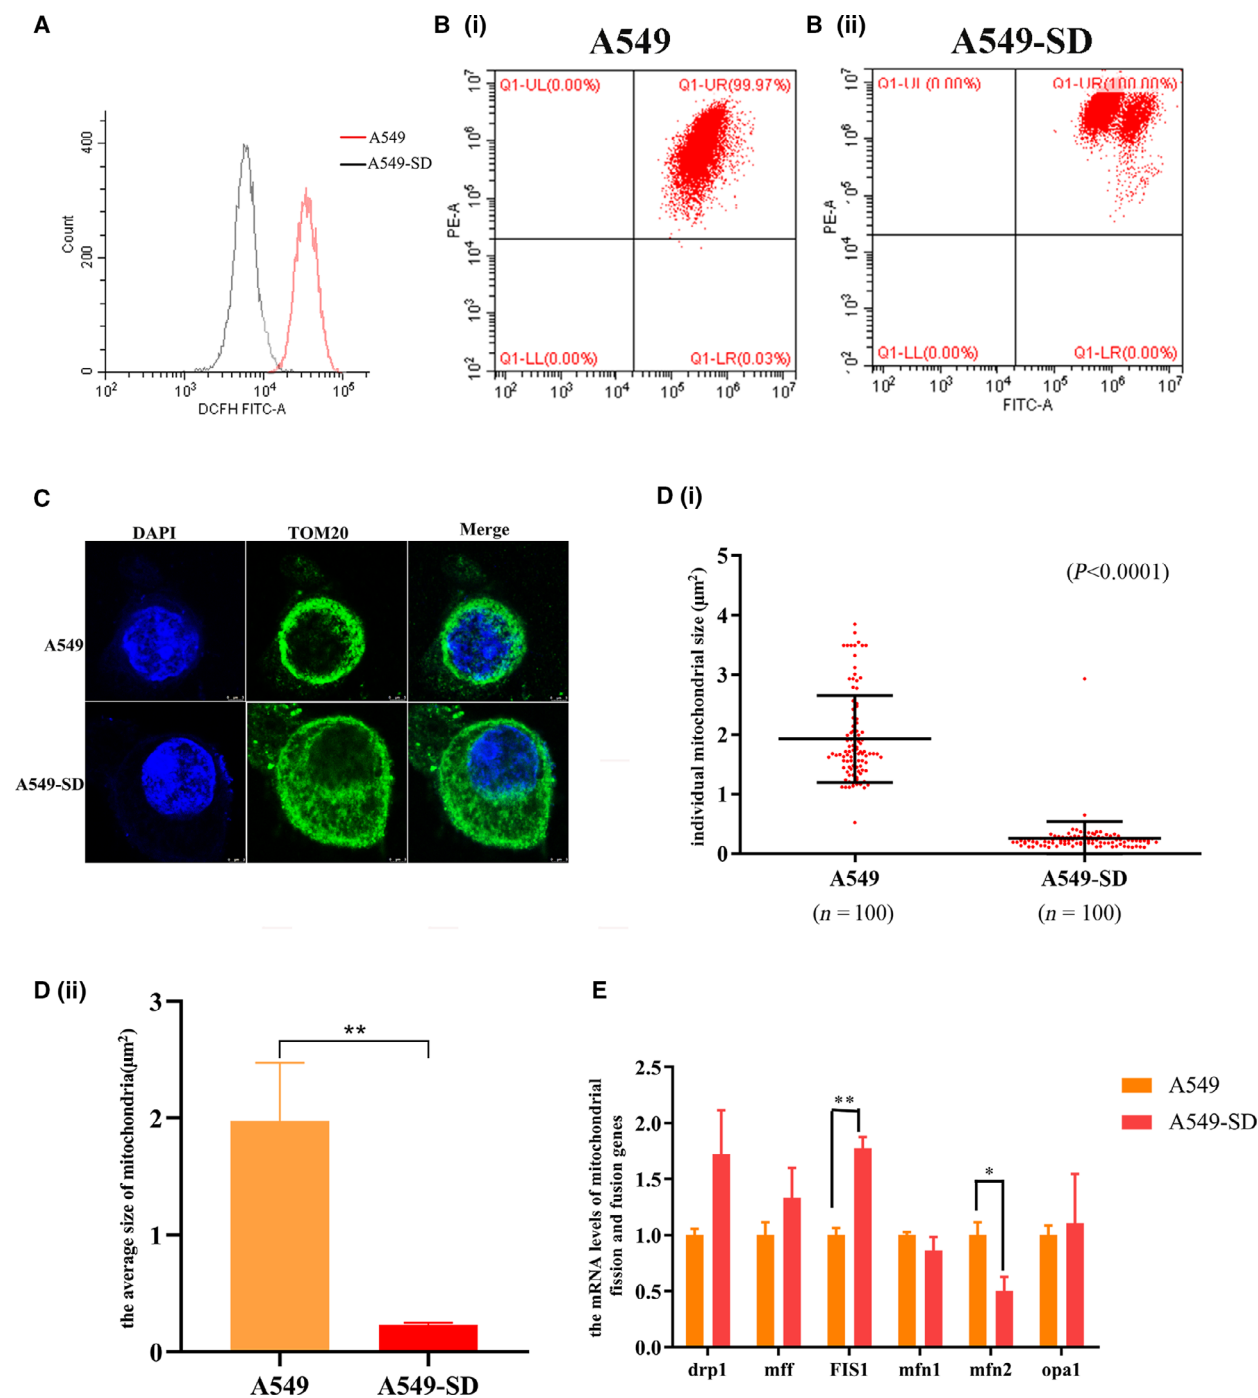 A
400
200
0
Count
10² 10³ 10⁴ 10⁵
DCFH FITC-A
A549
A549-SD
B (i)
A549
Q1-UL(0.00%) Q1-UR(99.97%)
Q1-LL(0.00%) Q1-LR(0.03%)
PE-A
10⁷
10⁶
10⁵
10⁴
10³
10²
10² 10³ 10⁴ 10⁵ 10⁶ 10⁷
B (ii)
A549-SD
Q1-UL(0.00%) Q1-UR(100.00%)
Q1-LL(0.00%) Q1-LR(0.00%)
PE-A
10⁷
10⁶
10⁵
10⁴
10³
10²
10² 10³ 10⁴ 10⁵ 10⁶ 10⁷
FITC-A
C
DAPI TOM20 Merge
A549
A549-SD
D (i)
individual mitochondrial size (μm²)
5
4
3
2
1
0
(P<0.0001)
A549 A549-SD
(n = 100) (n = 100)
D (ii)
the average size of mitochondria(μm²)
3
2
1
0
**
A549 A549-SD
E
the mRNA levels of mitochondrial
fission and fusion genes
2.5
2.0
1.5
1.0
0.5
0.0
**
*
drp1 mff FIS1 mfn1 mfn2 opa1
A549
A549-SD